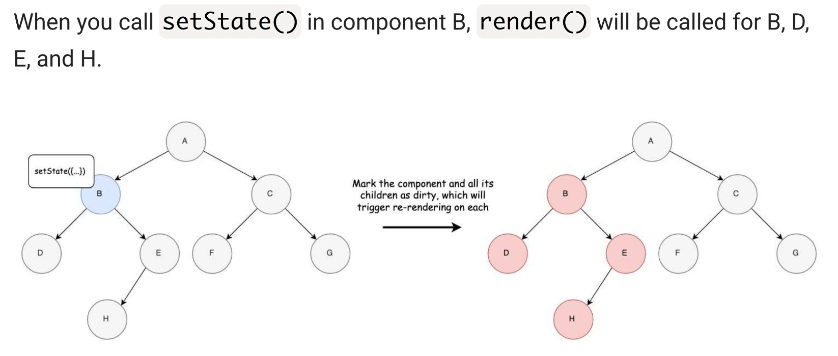 When you call setState() in component B, render() will be called for B, D,
E, and H.
A
setState({...})
B
C
D
E
F
G
H
Mark the component and all its
children as dirty, which will
trigger re-rendering on each
A
B
C
D
E
F
G
H